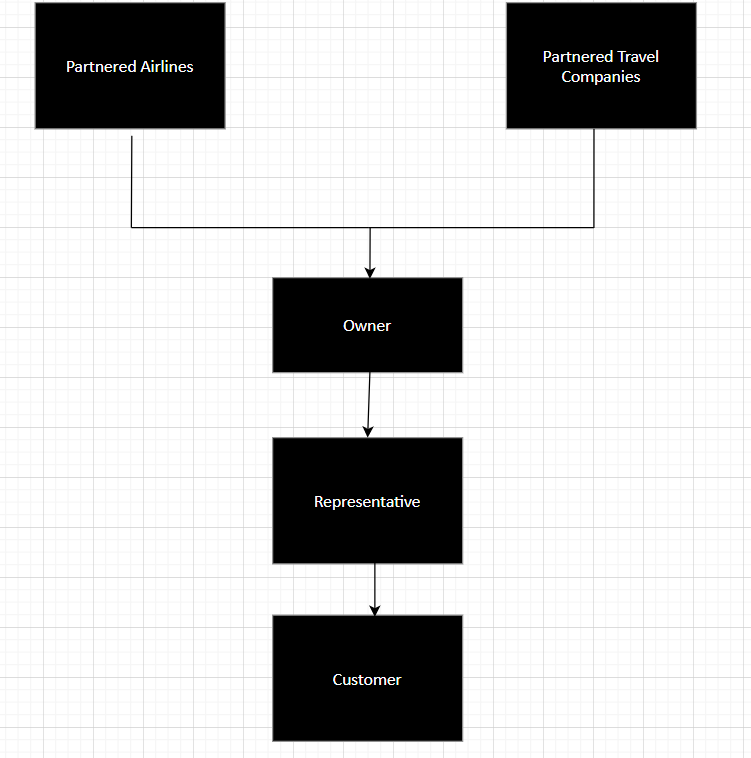 Partnered Airlines
Partnered Travel
Companies
Owner
Representative
Customer